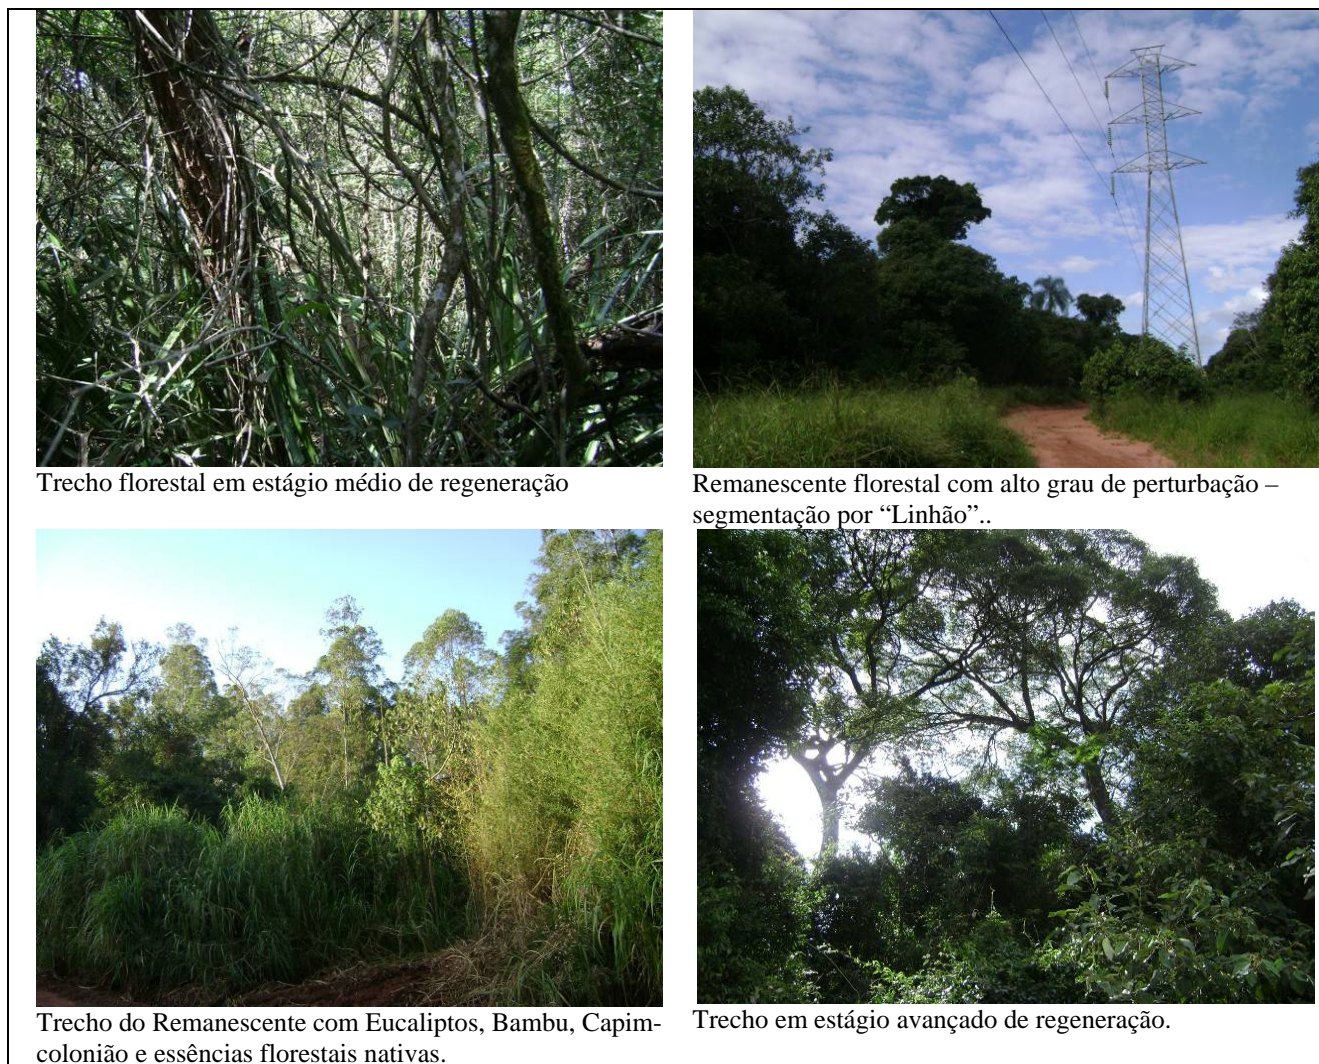 Trecho florestal em estágio médio de regeneração
Remanescente florestal com alto grau de perturbação –
segmentação por “Linhão”..
Trecho do Remanescente com Eucaliptos, Bambu, Capim-
colonião e essências florestais nativas.
Trecho em estágio avançado de regeneração.